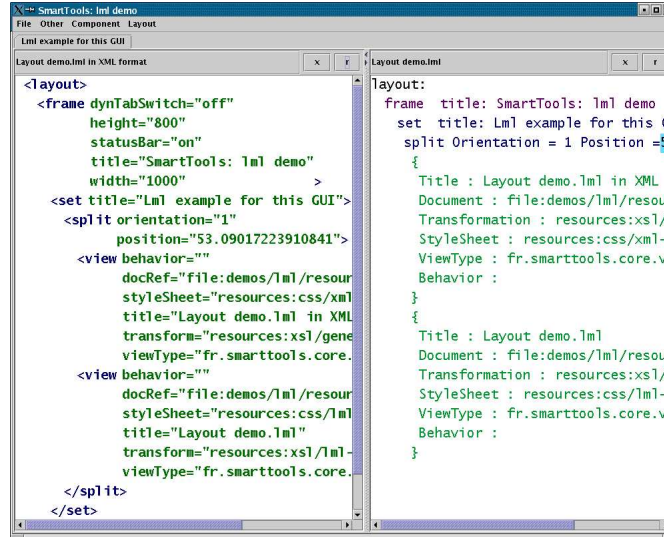 SmartTools: lml demo
File Other Component Layout
Lml example for this GUI
Layout demo.lml in XML format x r
<layout>
<frame dynTabSwitch="off"
height="800"
statusBar="on"
title="SmartTools: lml demo"
width="1000" >
<set title="Lml example for this GUI">
<split orientation="1"
position="53.09017223910841">
<view behavior=""
docRef="file:demos/lml/resour
styleSheet="resources:css/xml
title="Layout demo.lml in XML
transform="resources:xsl/gene
viewType="fr.smarttools.core.
<view behavior=""
docRef="file:demos/lml/resour
styleSheet="resources:css/lml
title="Layout demo.lml"
transform="resources:xsl/lml-
viewType="fr.smarttools.core.
</split>
</set>
Layout demo.lml x r
layout:
frame title: SmartTools: lml demo
set title: Lml example for this
split Orientation = 1 Position =5
{
Title : Layout demo.lml in XML
Document : file:demos/lml/resou
Transformation : resources:xsl/
StyleSheet : resources:css/xml-
ViewType : fr.smarttools.core.v
Behavior :
}
{
Title : Layout demo.lml
Document : file:demos/lml/resou
Transformation : resources:xsl/
StyleSheet : resources:css/lml-
ViewType : fr.smarttools.core.v
Behavior :
}